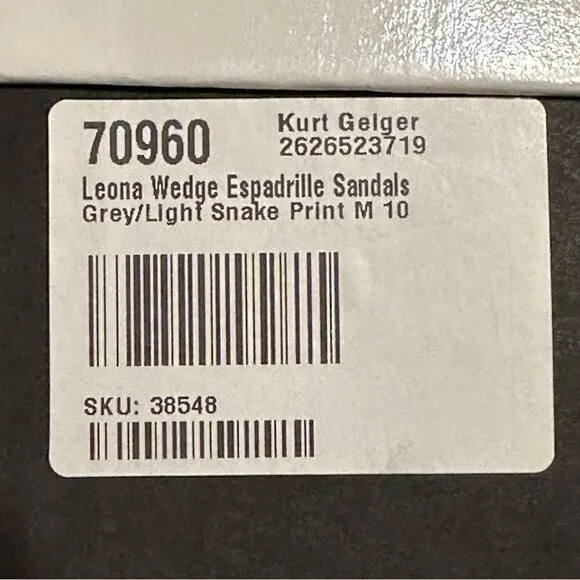 70960
Kurt Geiger
2626523719
Leona Wedge Espadrille Sandals
Grey/Light Snake Print M 10
SKU: 38548